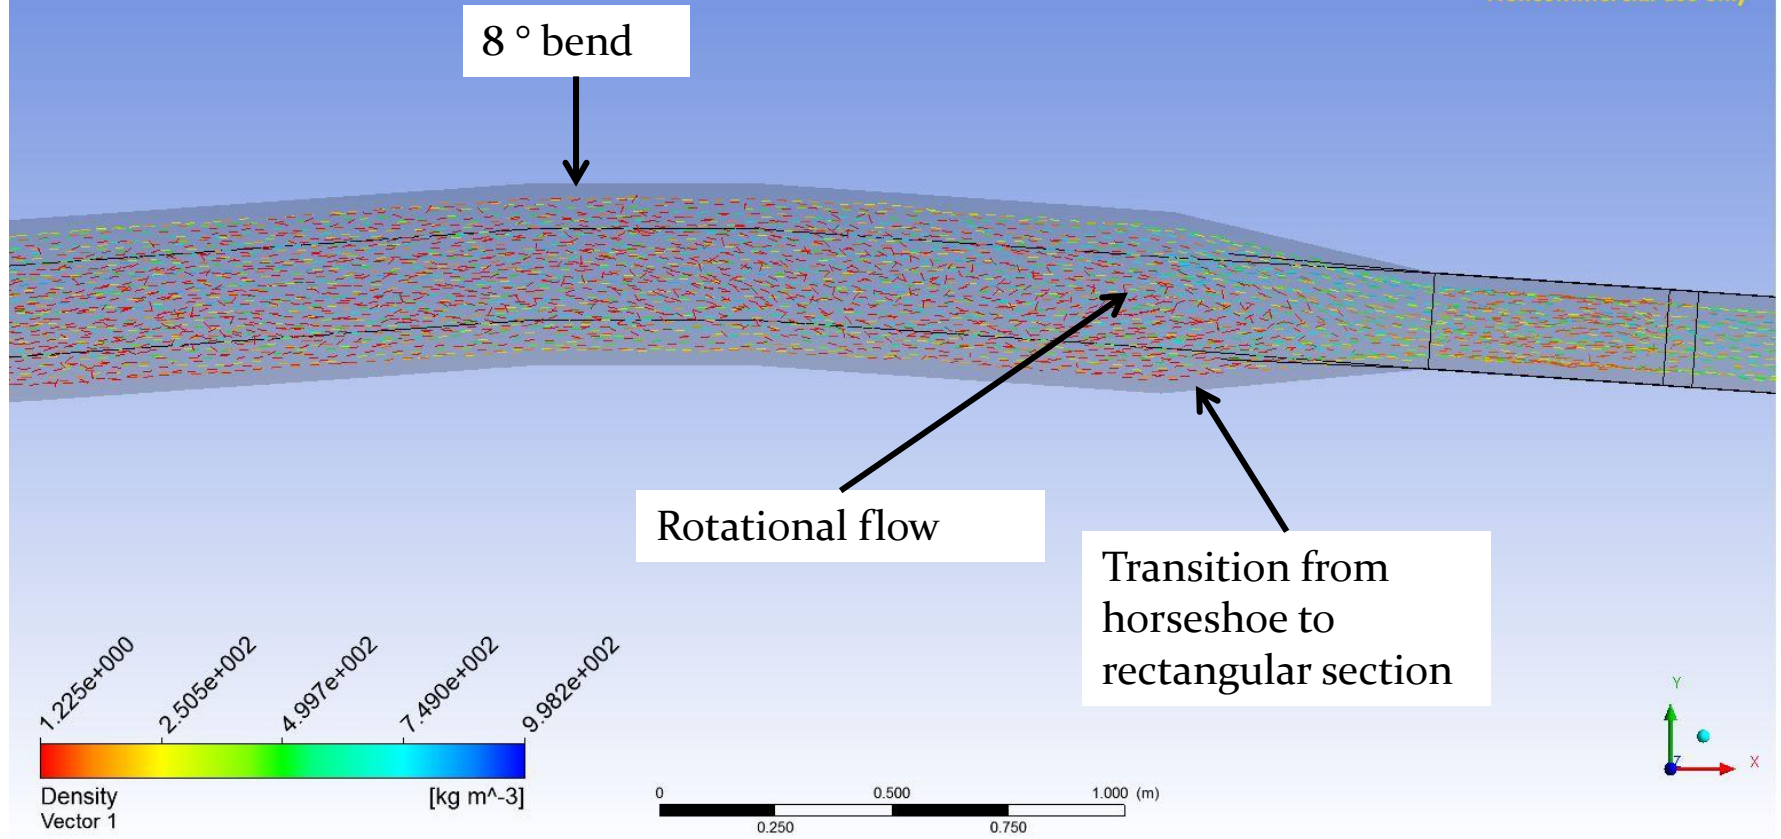 8 ° bend
Rotational flow
Transition from
horseshoe to
rectangular section
1.225e+000
2.505e+002
4.997e+002
7.490e+002
9.982e+002
Density
[kg m^-3]
Vector 1
0
0.500
1.000 (m)
0.250
0.750
Y
Z
X